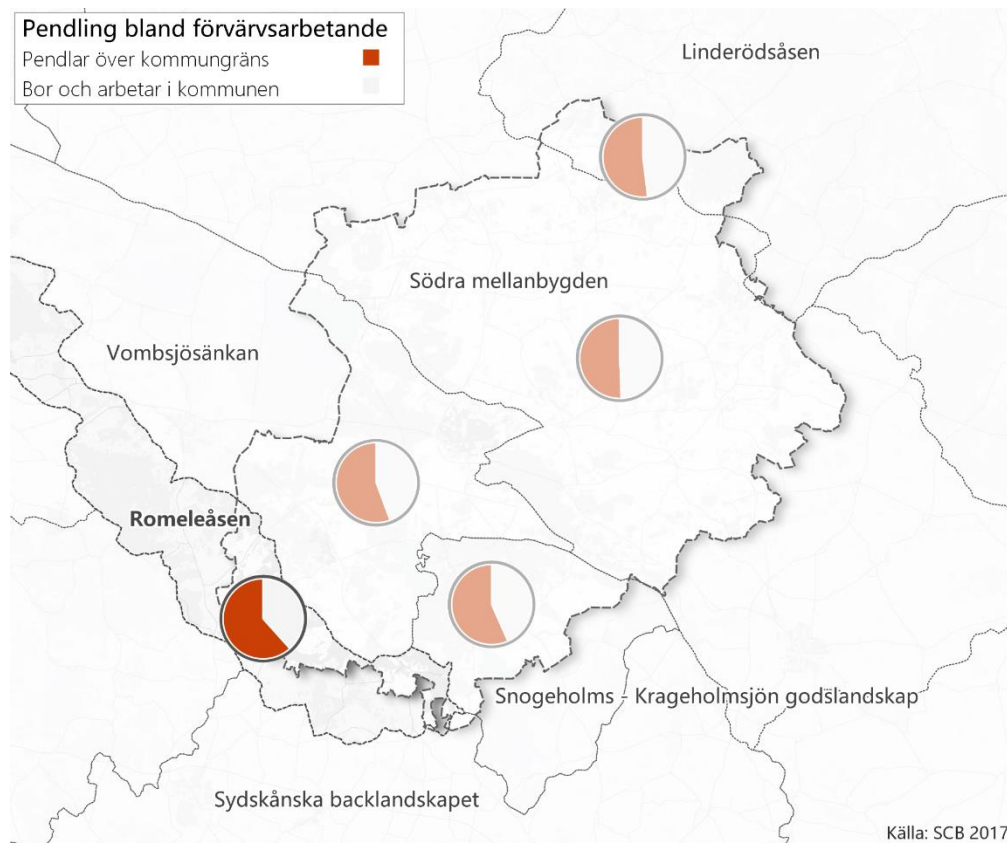 Pendling bland förvärvsarbetande
Pendlar över kommungräns
Bor och arbetar i kommunen
Linderödsåsen
Södra mellanbygden
Vombsjösänkan
Romeleåsen
Snogeholms - Krageholmsjön godslandskap
Sydskånska backlandskapet
Källa: SCB 2017